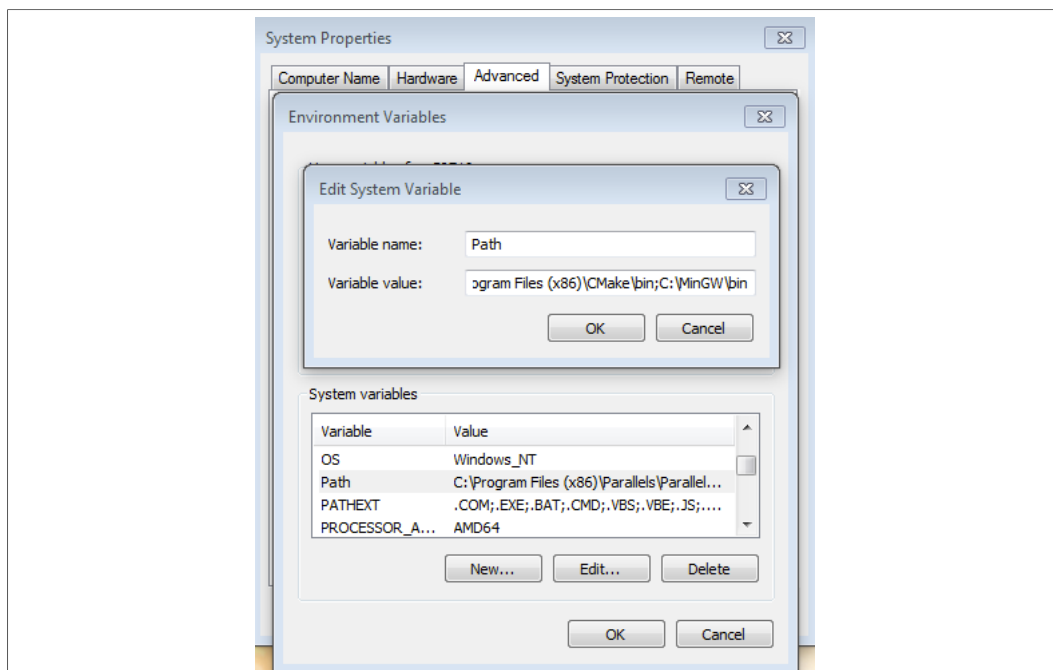 System Properties
Computer Name Hardware Advanced System Protection Remote
Environment Variables
Edit System Variable
Variable name: Path
Variable value: ogram Files (x86)\CMake\bin;C:\MinGW\bin
OK Cancel
System variables
Variable Value
OS Windows_NT
Path C:\Program Files (x86)\Parallels\Parallel...
PATHEXT .COM;.EXE;.BAT;.CMD;.VBS;.VBE;.JS;....
PROCESSOR_A... AMD64
New... Edit... Delete
OK Cancel